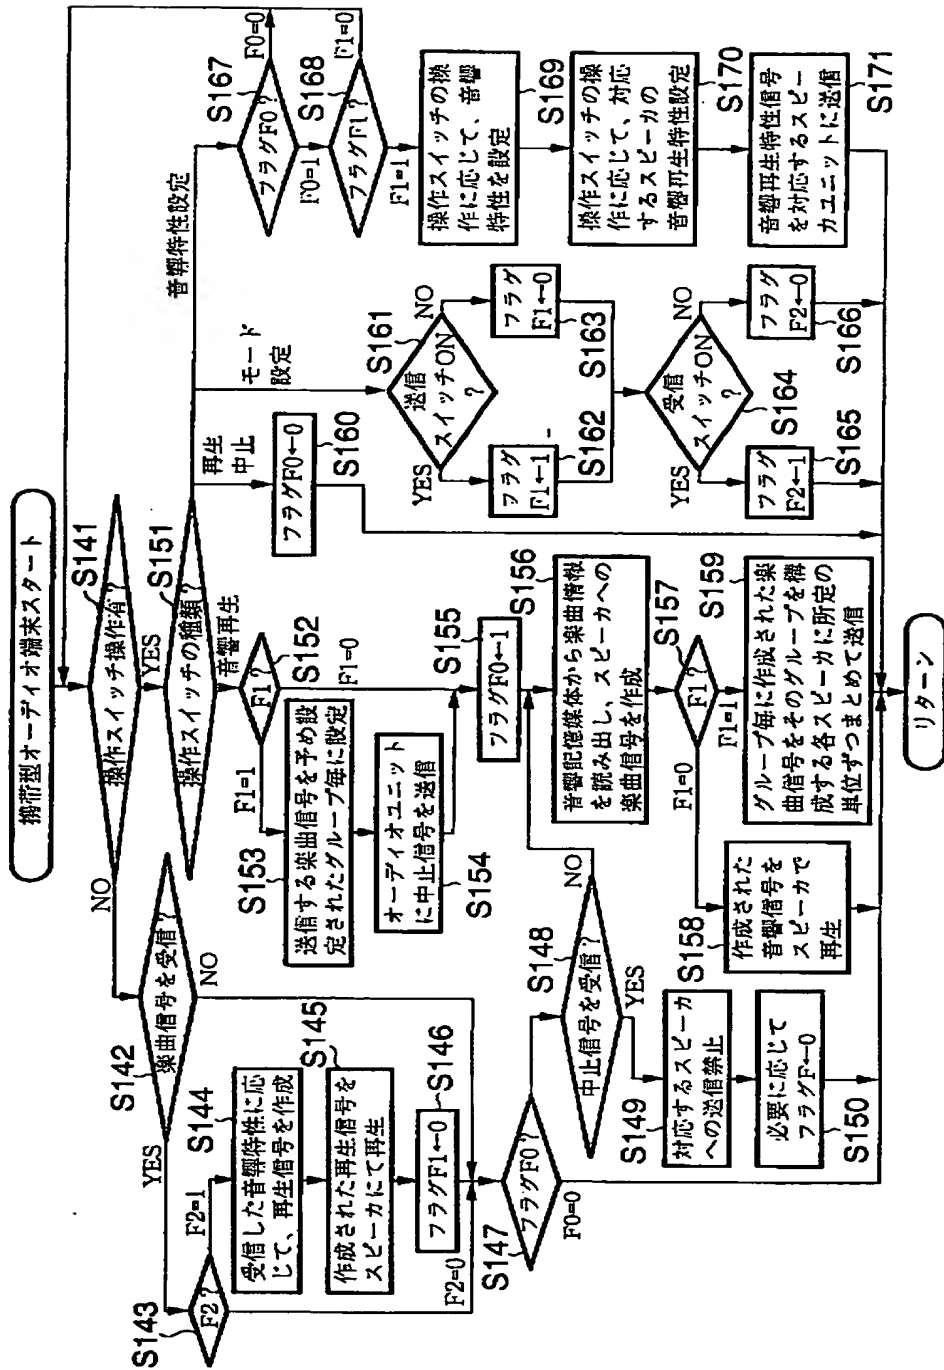 携帯型オーディオ端末スタート
操作スイッチ操作有?
S141
YES
NO
楽曲信号を受信?
S142
YES
NO
F2?
S143
F2=1
F2=0
受信した音響特性に応
じて、再生信号を作成
S144
作成された再生信号を
スピーカにて再生
S145
フラグF1←0
S146
フラグF0?
S147
F0=0
中止信号を受信?
S148
NO
YES
対応するスピーカ
への送信禁止
S149
必要に応じて
フラグF←0
S150
操作スイッチの種類?
S151
音響再生
F1?
S152
F1=1
F1=0
送信する楽曲信号を予め設
定されたグループ毎に設定
S153
オーディオユニット
に中止信号を送信
S154
フラグF0←1
S155
音響記憶媒体から楽曲情報
を読み出し、スピーカへの
楽曲信号を作成
S156
F1?
S157
F1=0
F1=1
作成された
音響信号を
スピーカで
再生
S158
グループ毎に作成された楽
曲信号をそのグループを構
成する各スピーカに所定の
単位ずつまとめて送信
S159
再生
中止
フラグF0←0
S160
モード
設定
送信
スイッチON
?
S161
YES
NO
フラグ
F1←1
S162
フラグ
F1←0
S163
受信
スイッチON
?
S164
YES
NO
フラグ
F2←1
S165
フラグ
F2←0
S166
音響特性設定
フラグF0?
S167
F0=0
F0=1
フラグF1?
S168
F1=0
F1=1
操作スイッチの操
作に応じて、音響
特性を設定
S169
操作スイッチの操
作に応じて、対応
するスピーカの
音響再生特性設定
S170
音響再生特性信号
を対応するスピー
カユニットに送信
S171
リターン